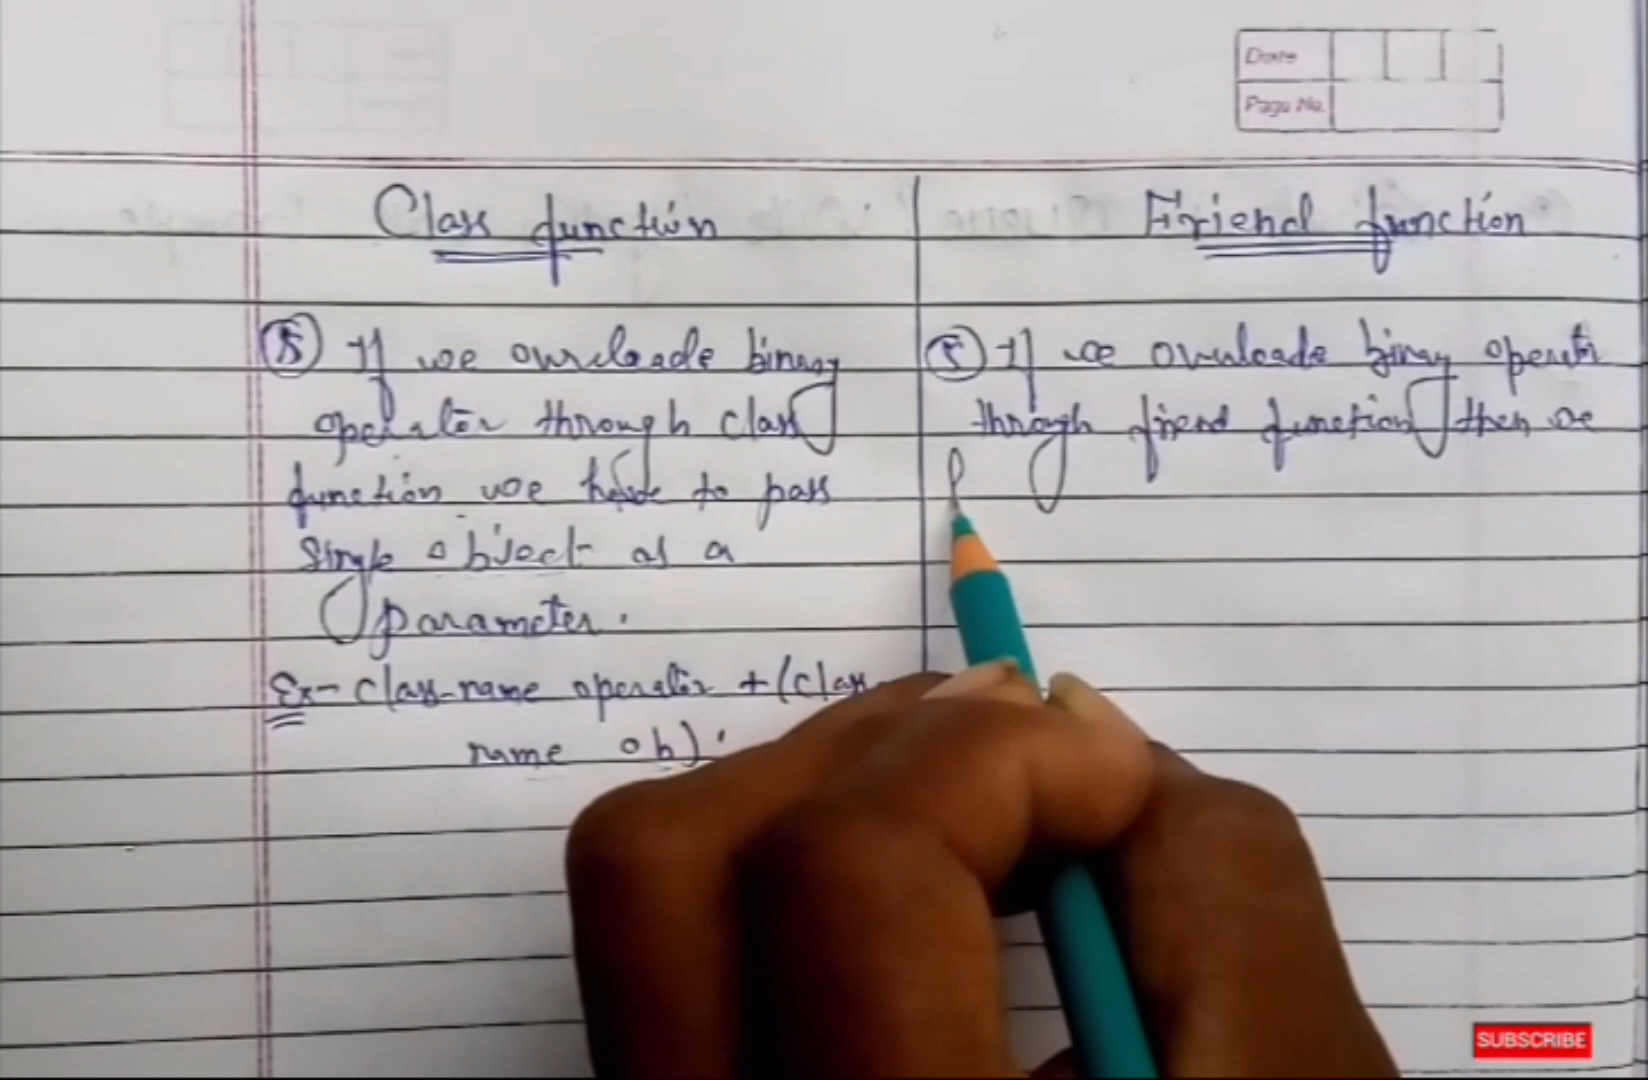 Date
Page No.
Class function
Friend function
⑤ If we overloade binary
operator through class
function we have to pass
Single object as a
parameter.
Ex- Class-name operator +(class
name ob);
⑤ If we overloade binary operator
through friend function then we
SUBSCRIBE